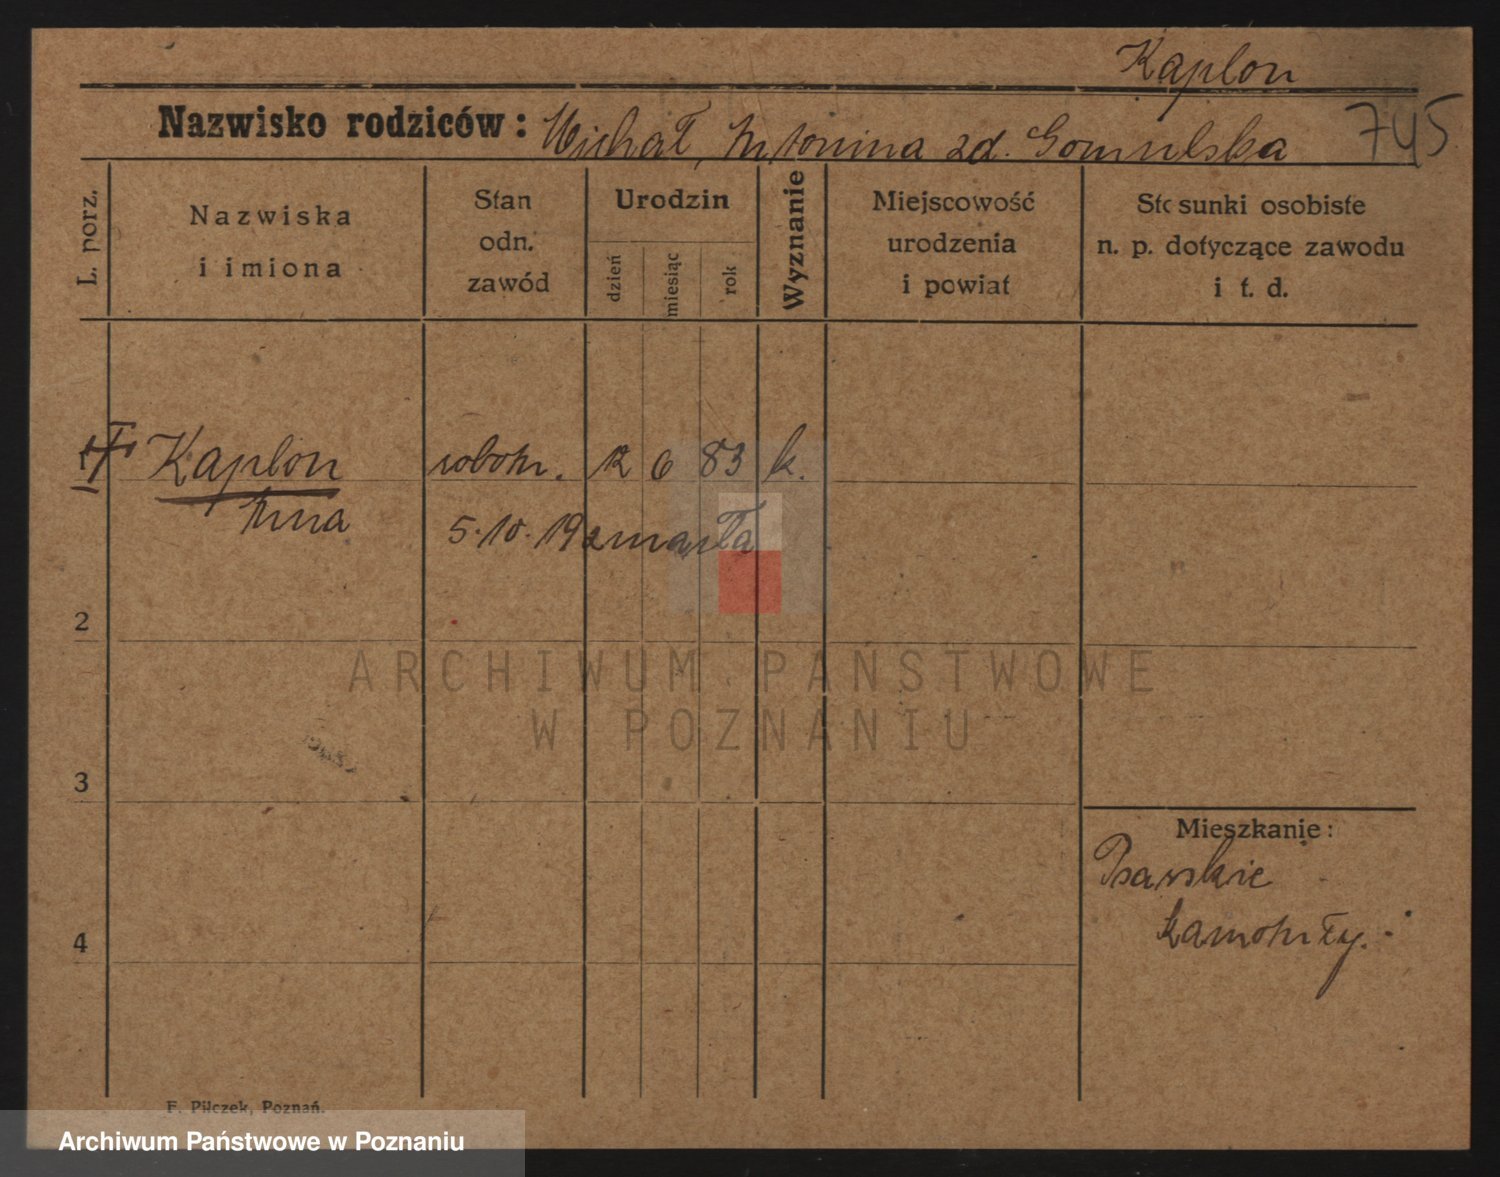 Kaplon
Nazwisko rodziców: Michał, Antonina zd. Gomulska 745
L. porz.
Nazwiska
i imiona
Stan
odn.
zawód
Urodzin
dzień
miesiąc
rok
Wyznanie
Miejscowość
urodzenia
i powiat
Stosunki osobiste
n. p. dotyczące zawodu
i t. d.
1 Kaplon robotn. 12 6 83 k.
Anna 5.10.19 zmarła
2
ARCHIWUM PAŃSTWOWE
W POZNANIU
3
Mieszkanie:
Psarskie
4
F. Pilczek, Poznań.
Archiwum Państwowe w Poznaniu